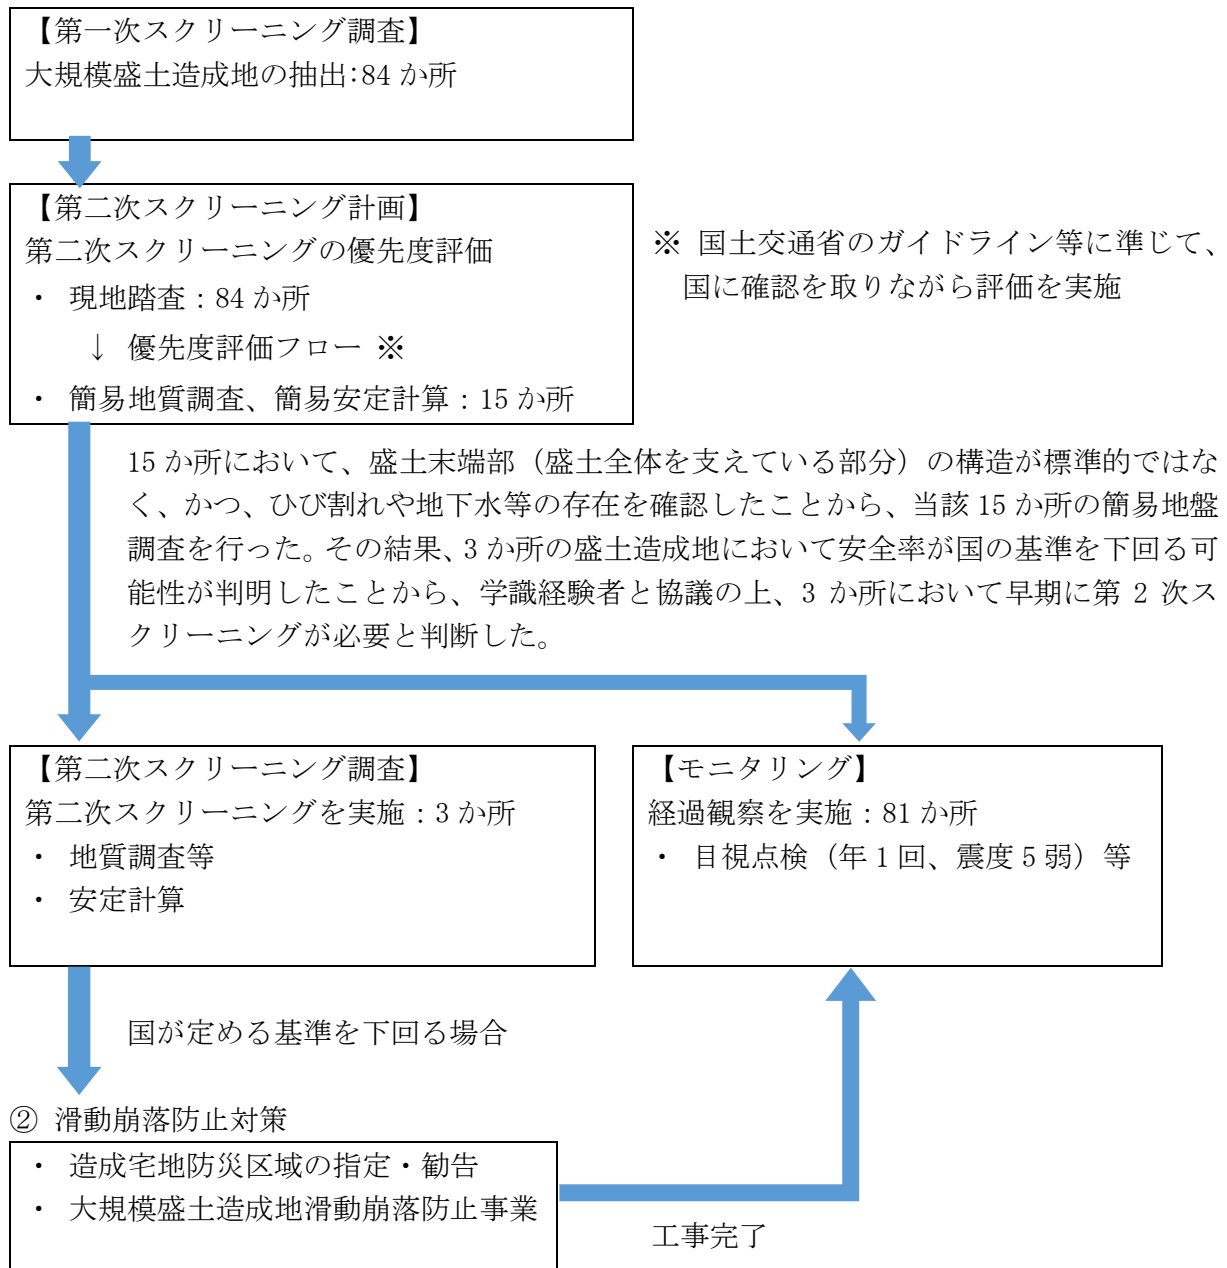 【第一次スクリーニング調査】
大規模盛土造成地の抽出:84 か所
【第二次スクリーニング計画】
第二次スクリーニングの優先度評価
・ 現地踏査：84 か所
↓ 優先度評価フロー ※
・ 簡易地質調査、簡易安定計算：15 か所
※ 国土交通省のガイドライン等に準じて、
国に確認を取りながら評価を実施
15 か所において、盛土末端部（盛土全体を支えている部分）の構造が標準的ではな
く、かつ、ひび割れや地下水等の存在を確認したことから、当該 15 か所の簡易地盤
調査を行った。その結果、3 か所の盛土造成地において安全率が国の基準を下回る可
能性が判明したことから、学識経験者と協議の上、3 か所において早期に第 2 次ス
クリーニングが必要と判断した。
【第二次スクリーニング調査】
第二次スクリーニングを実施：3 か所
・ 地質調査等
・ 安定計算
【モニタリング】
経過観察を実施：81 か所
・ 目視点検（年 1 回、震度 5 弱）等
国が定める基準を下回る場合
② 滑動崩落防止対策
・ 造成宅地防災区域の指定・勧告
・ 大規模盛土造成地滑動崩落防止事業
工事完了